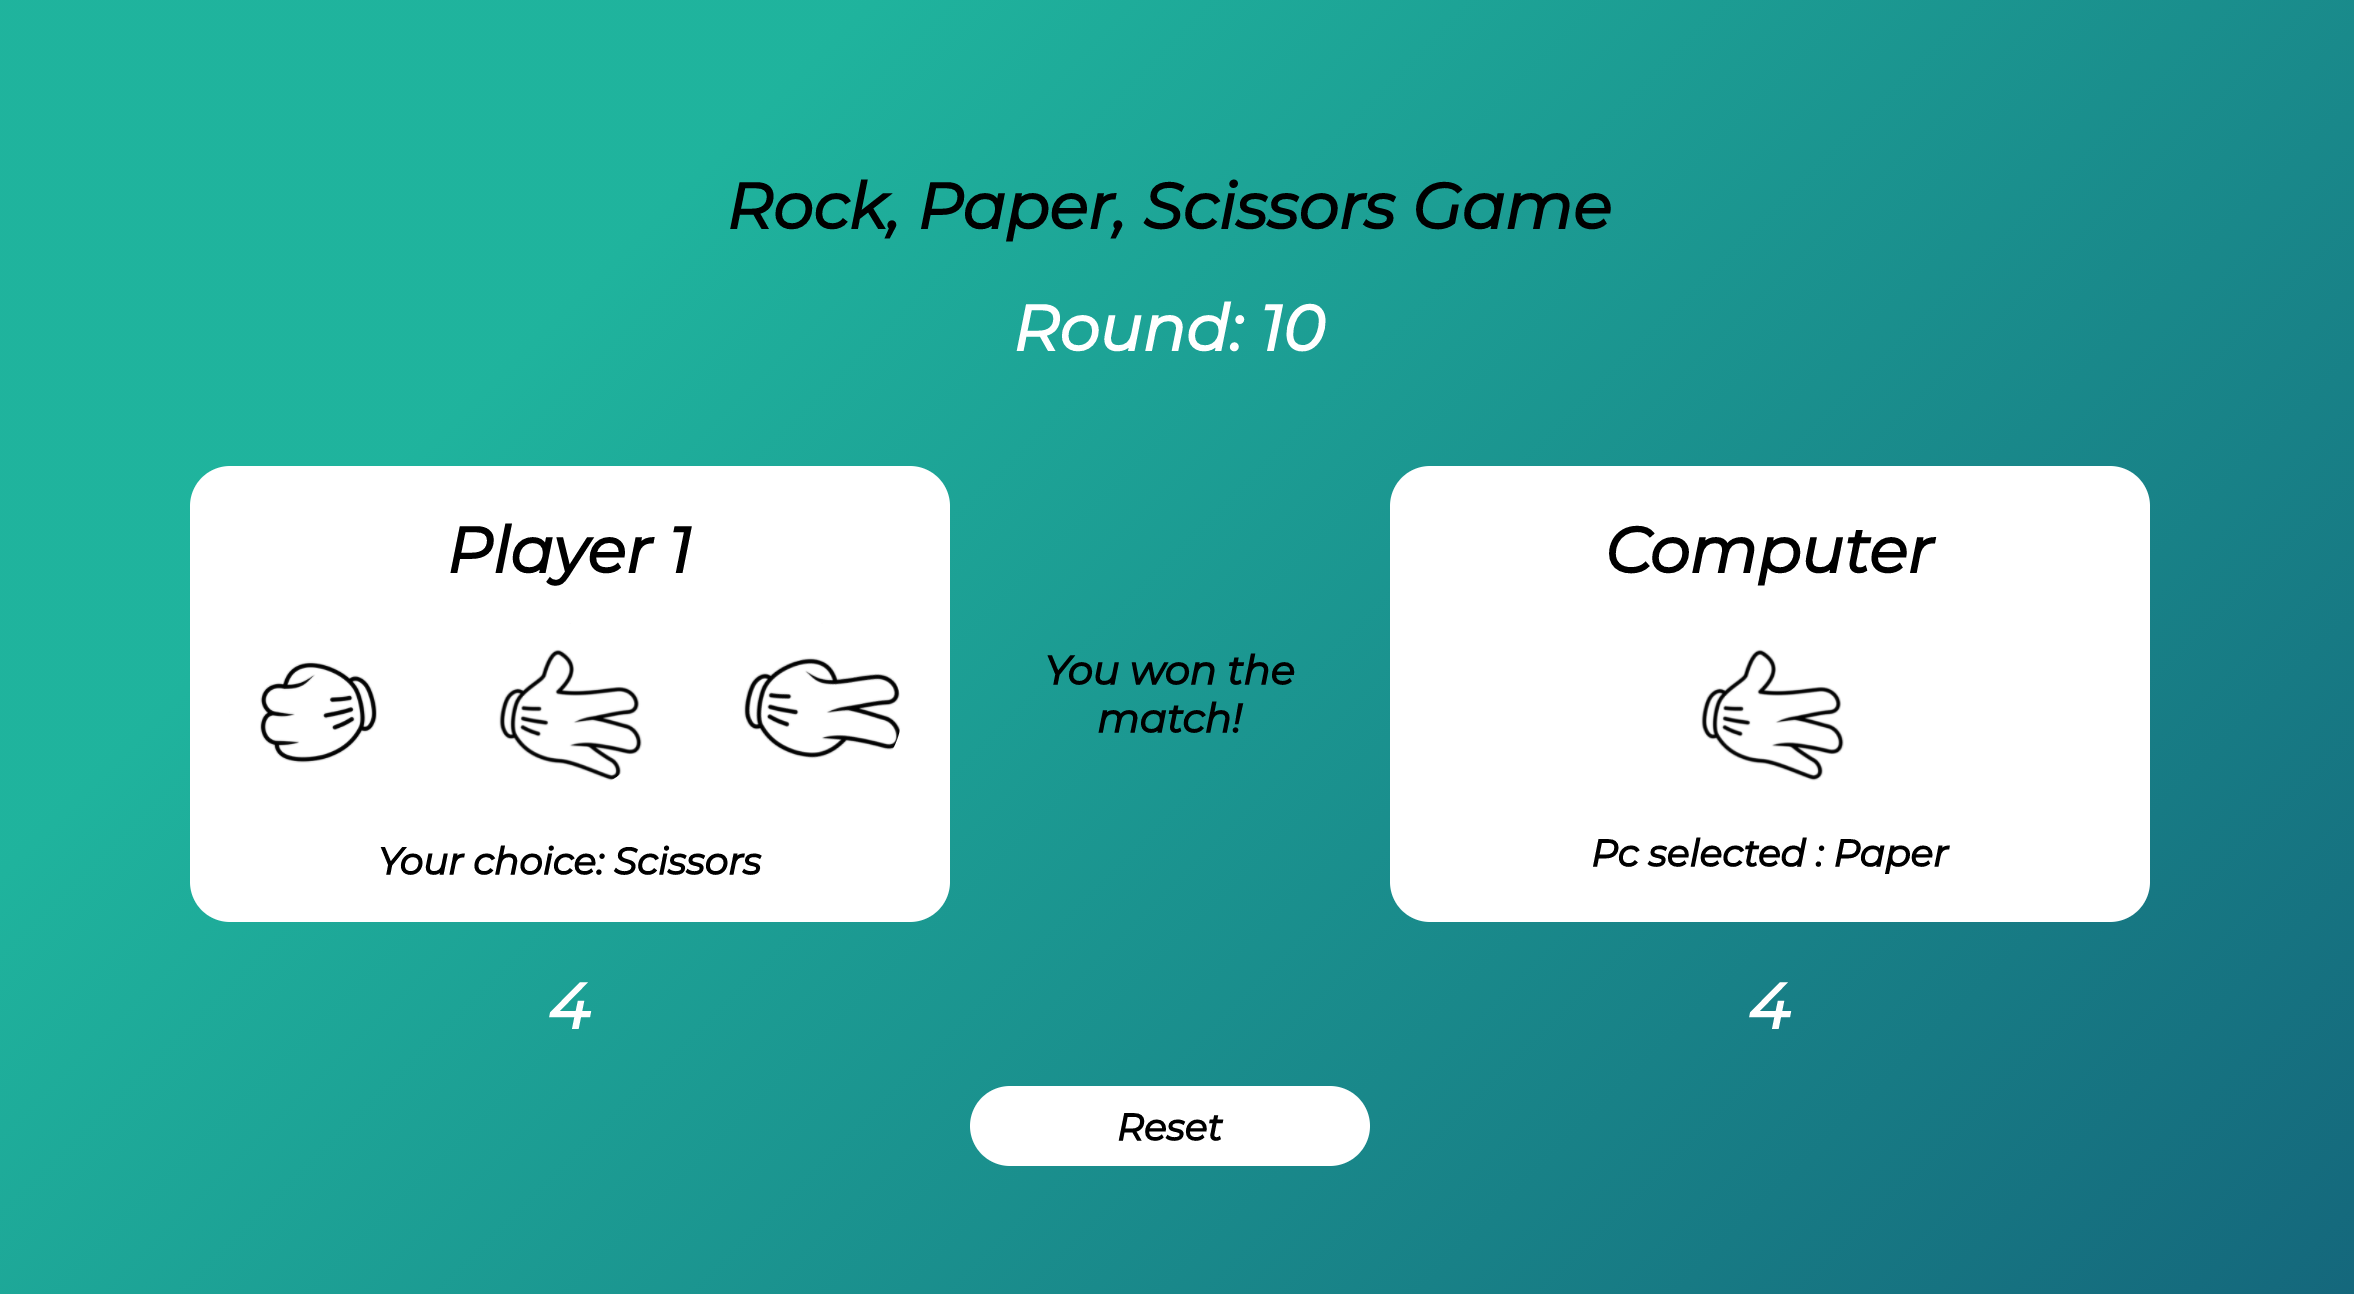 Rock, Paper, Scissors Game
Round: 10
Player 1
Your choice: Scissors
4
You won the
match!
Computer
Pc selected : Paper
4
Reset